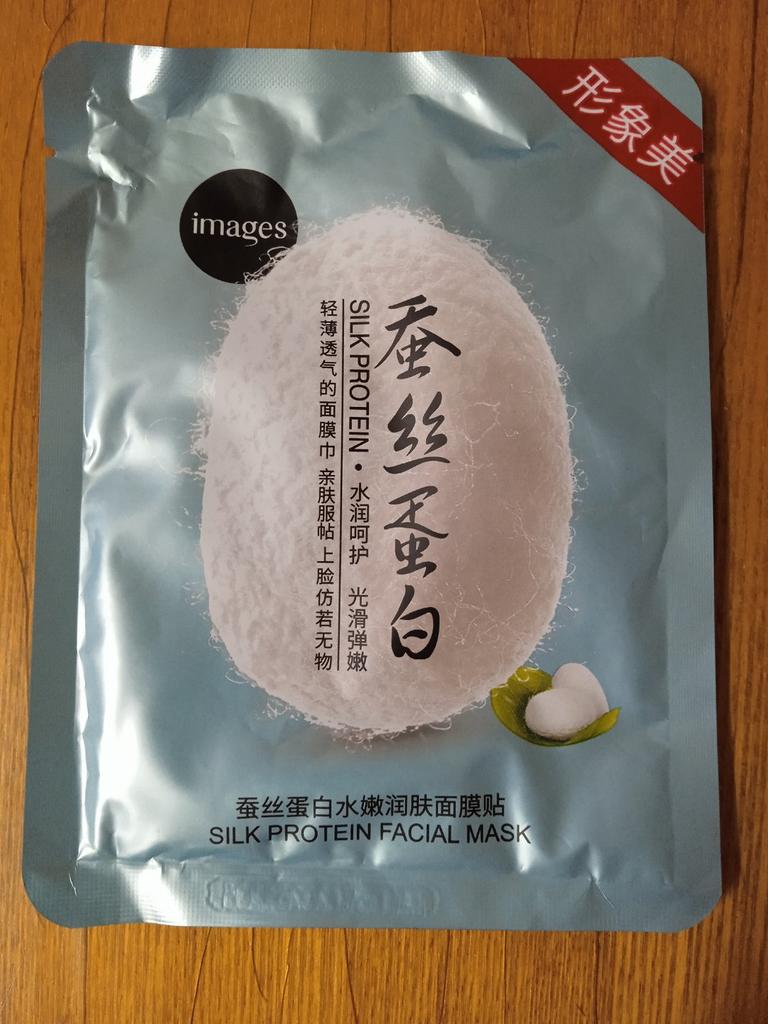 形象美
images
蚕丝蛋白
SILK PROTEIN·水润呵护 光滑弹嫩
轻薄透气的面膜巾 亲肤服帖 上脸仿若无物
蚕丝蛋白水嫩润肤面膜贴
SILK PROTEIN FACIAL MASK